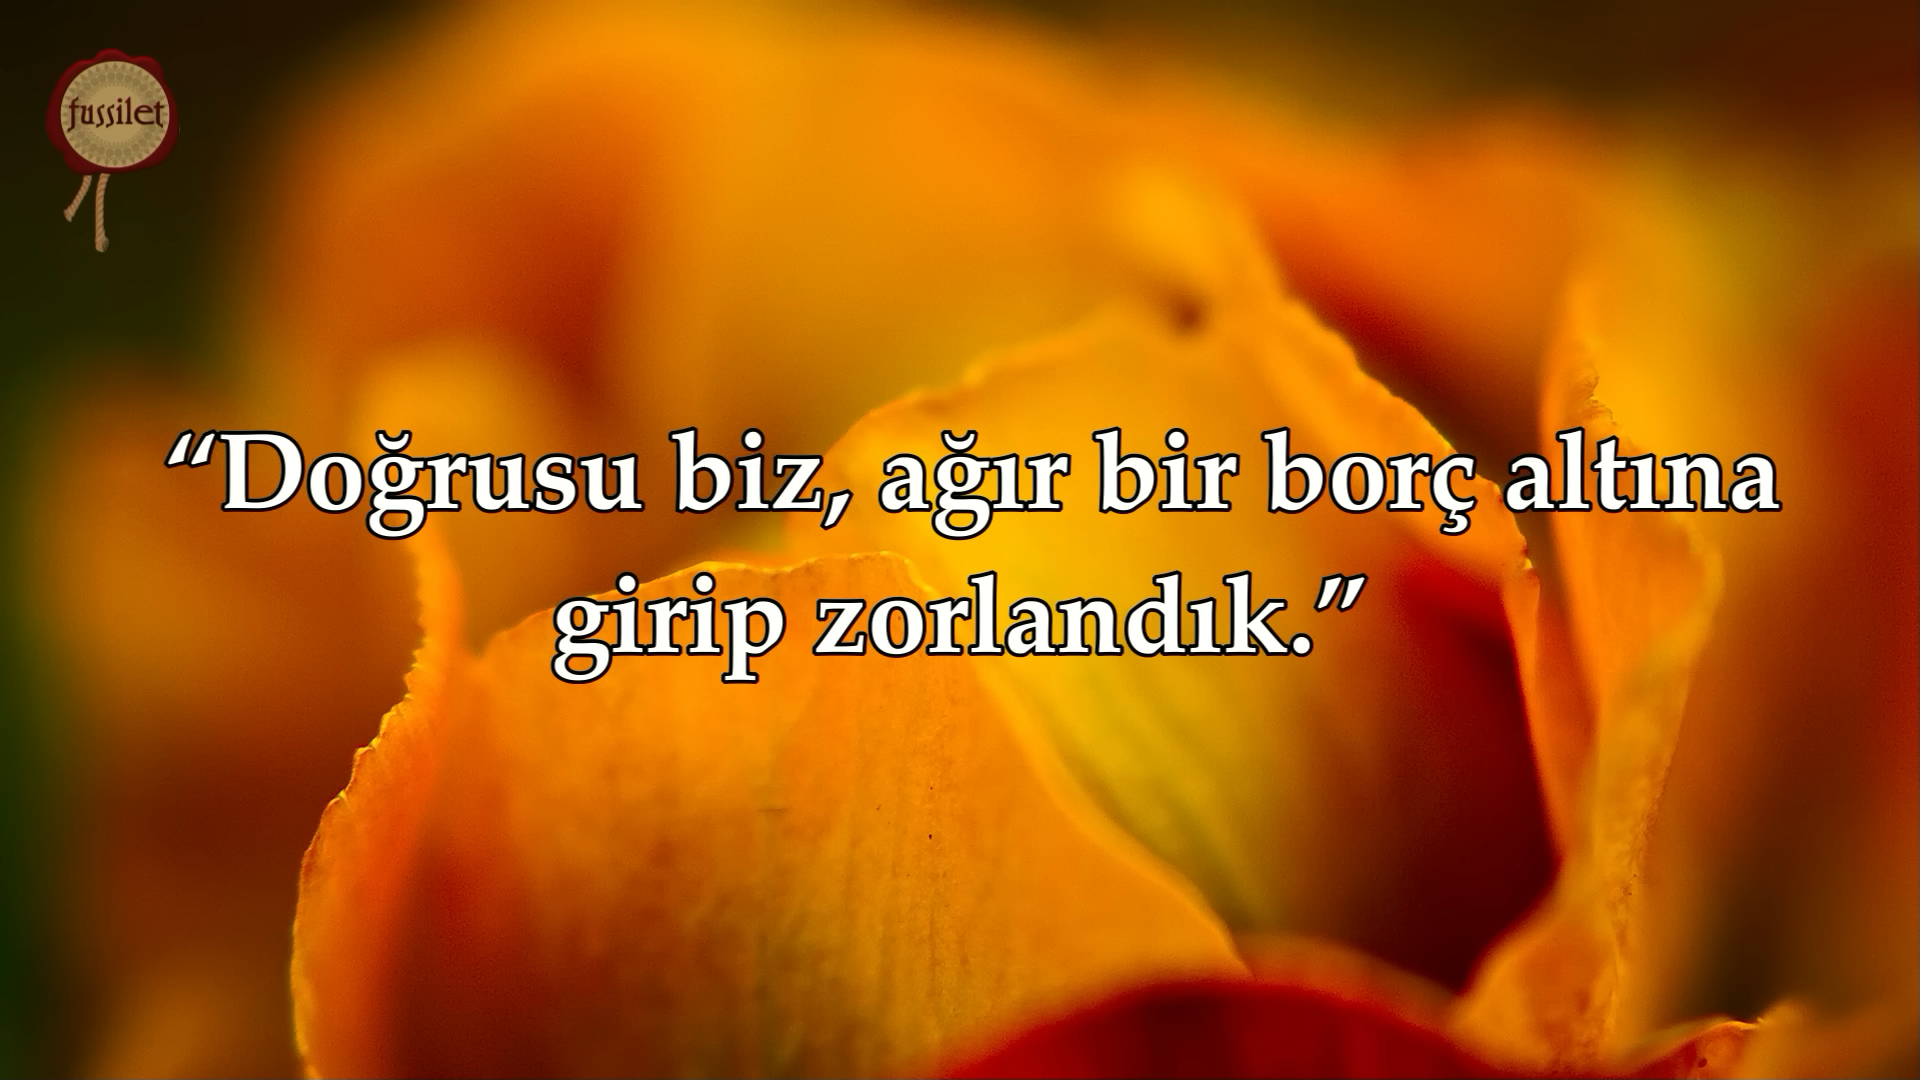 fussilet
“Doğrusu biz, ağır bir borç altına
girip zorlandık.”